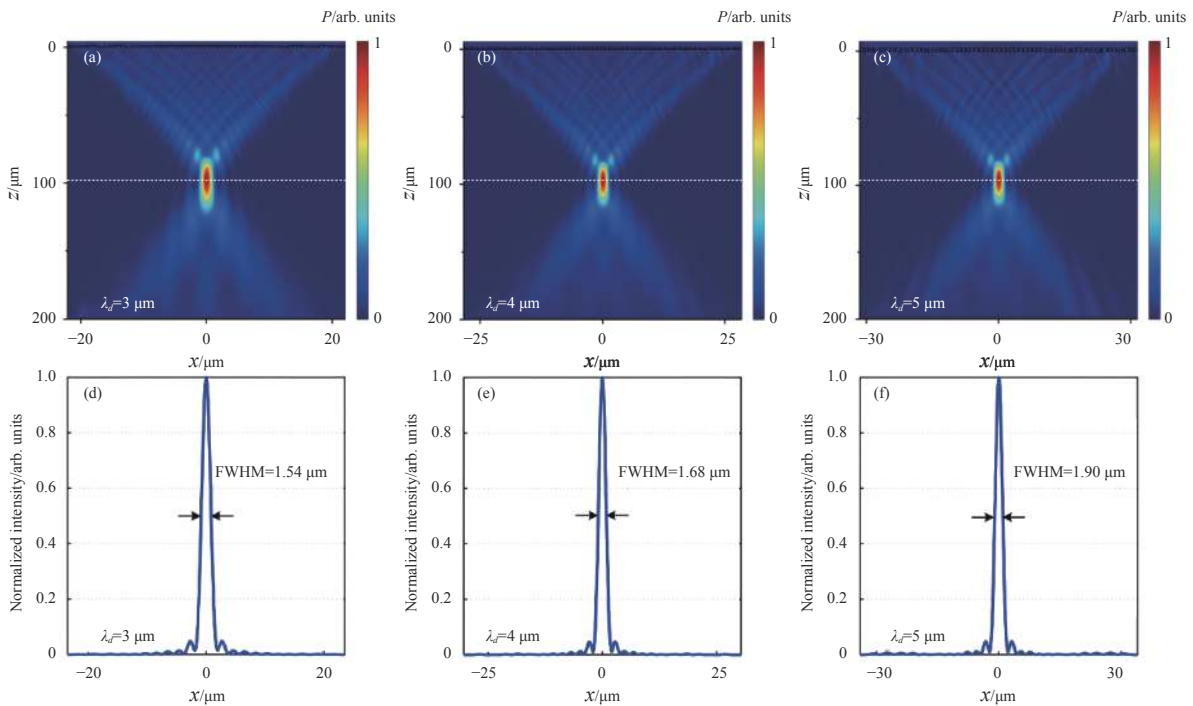 P/arb. units
P/arb. units
P/arb. units
(a)
(b)
(c)
0
50
100
150
200
z/μm
0
100
200
z/μm
0
100
200
z/μm
1
0
1
0
1
0
λd=3 μm
λd=4 μm
λd=5 μm
−20 0 20
−25 0 25
−30 0 30
x/μm
x/μm
x/μm
(d)
(e)
(f)
1.0
0.8
0.6
0.4
0.2
0
Normalized intensity/arb. units
1.0
0.8
0.6
0.4
0.2
0
Normalized intensity/arb. units
1.0
0.8
0.6
0.4
0.2
0
Normalized intensity/arb. units
FWHM=1.54 μm
FWHM=1.68 μm
FWHM=1.90 μm
λd=3 μm
λd=4 μm
λd=5 μm
−20 0 20
−25 0 25
−30 0 30
x/μm
x/μm
x/μm